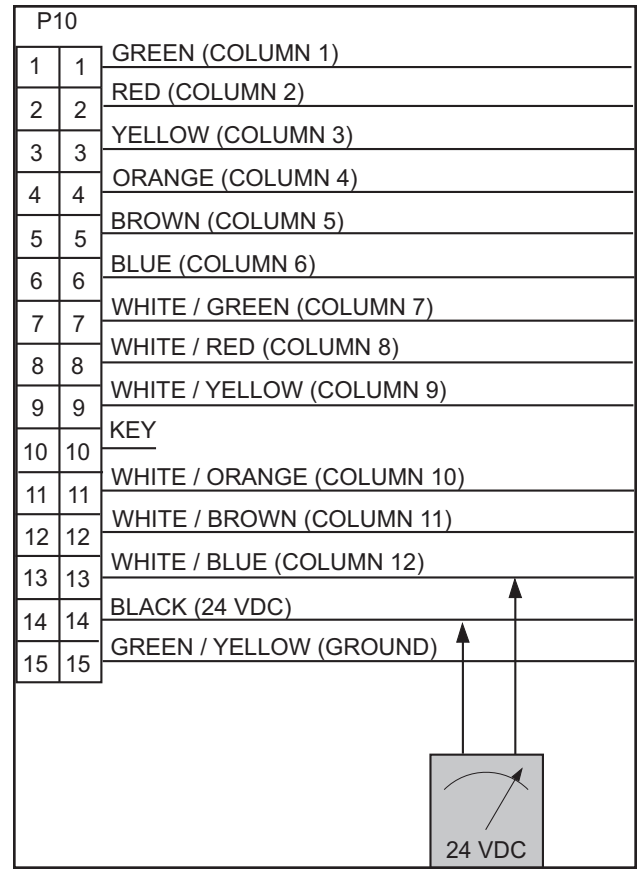 P10
1 1 GREEN (COLUMN 1)
2 2 RED (COLUMN 2)
3 3 YELLOW (COLUMN 3)
4 4 ORANGE (COLUMN 4)
5 5 BROWN (COLUMN 5)
6 6 BLUE (COLUMN 6)
7 7 WHITE / GREEN (COLUMN 7)
8 8 WHITE / RED (COLUMN 8)
9 9 WHITE / YELLOW (COLUMN 9)
10 10 KEY
11 11 WHITE / ORANGE (COLUMN 10)
12 12 WHITE / BROWN (COLUMN 11)
13 13 WHITE / BLUE (COLUMN 12)
14 14 BLACK (24 VDC)
15 15 GREEN / YELLOW (GROUND)
24 VDC